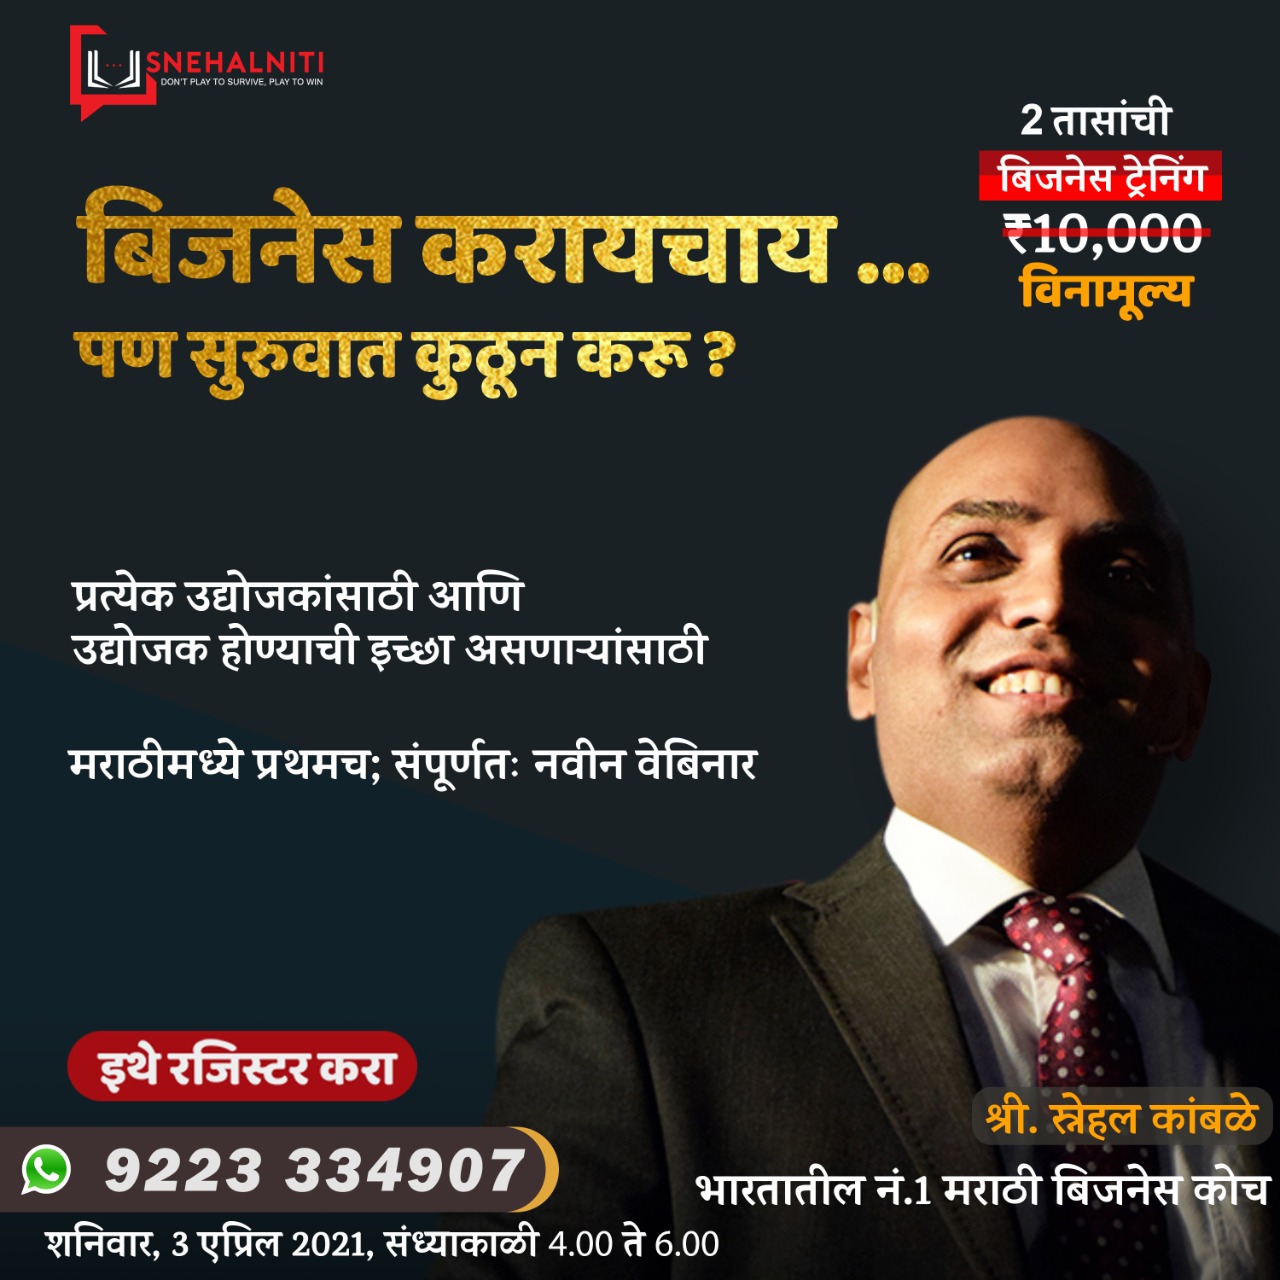 SNEHALNITI
DON'T PLAY TO SURVIVE, PLAY TO WIN
2 तासांची
बिजनेस ट्रेनिंग
₹10,000
विनामूल्य
बिजनेस करायचाय ...
पण सुरुवात कुठून करू ?
प्रत्येक उद्योजकांसाठी आणि
उद्योजक होण्याची इच्छा असणाऱ्यांसाठी
मराठीमध्ये प्रथमच; संपूर्णतः नवीन वेबिनार
इथे रजिस्टर करा
9223 334907
शनिवार, 3 एप्रिल 2021, संध्याकाळी 4.00 ते 6.00
श्री. स्नेहल कांबळे
भारतातील नं.1 मराठी बिजनेस कोच